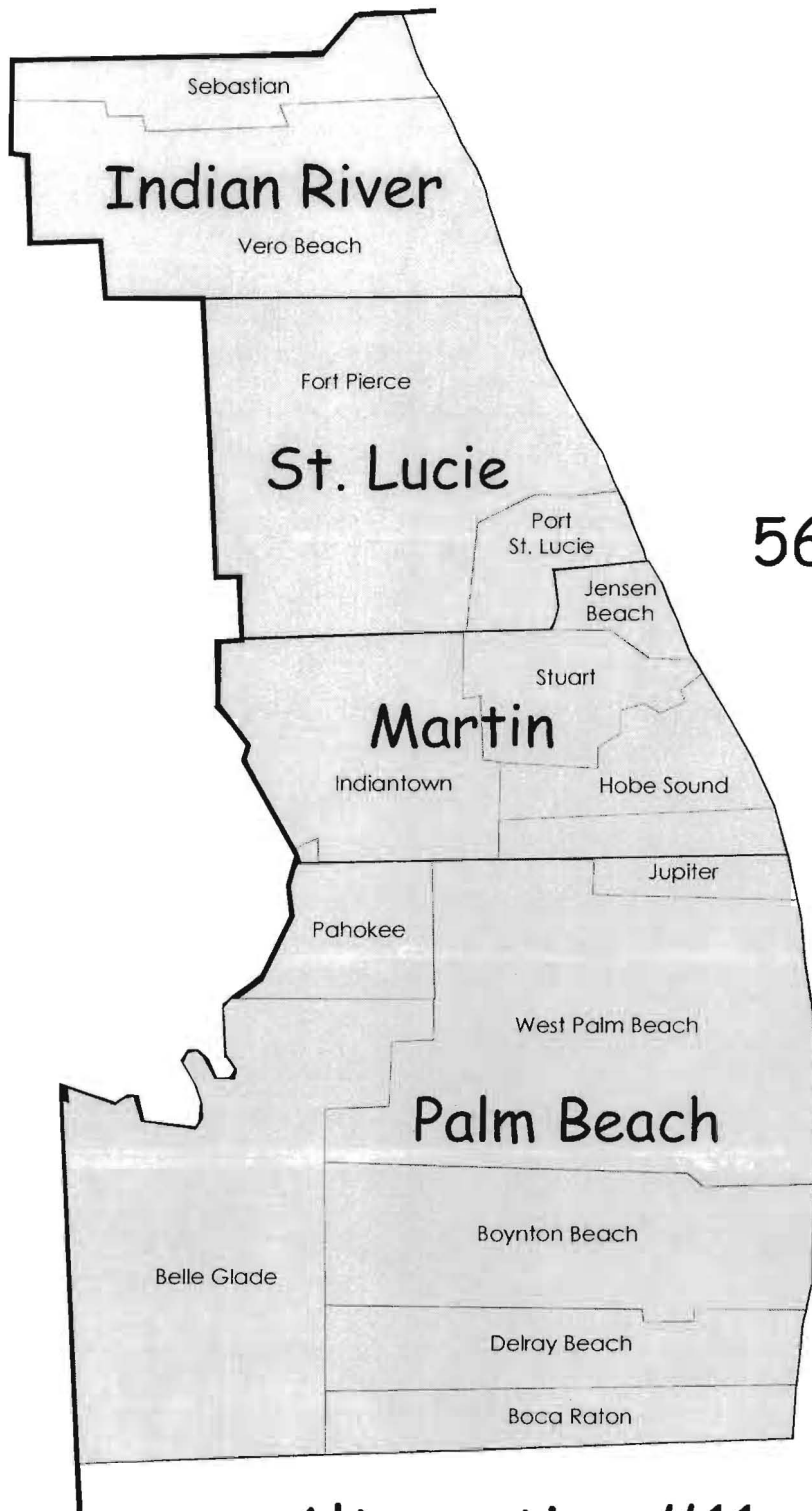 Sebastian
Indian River
Vero Beach
Fort Pierce
St. Lucie
Port
St. Lucie
56
Jensen
Beach
Stuart
Martin
Indiantown
Hobe Sound
Jupiter
Pahokee
West Palm Beach
Palm Beach
Boynton Beach
Belle Glade
Delray Beach
Boca Raton